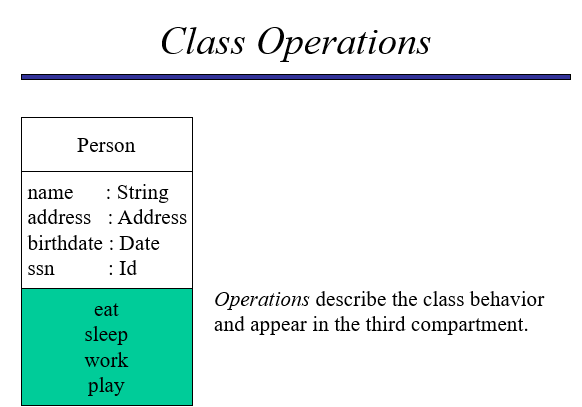 Class Operations
Person
name : String
address : Address
birthdate : Date
ssn : Id
eat
sleep
work
play
Operations describe the class behavior
and appear in the third compartment.